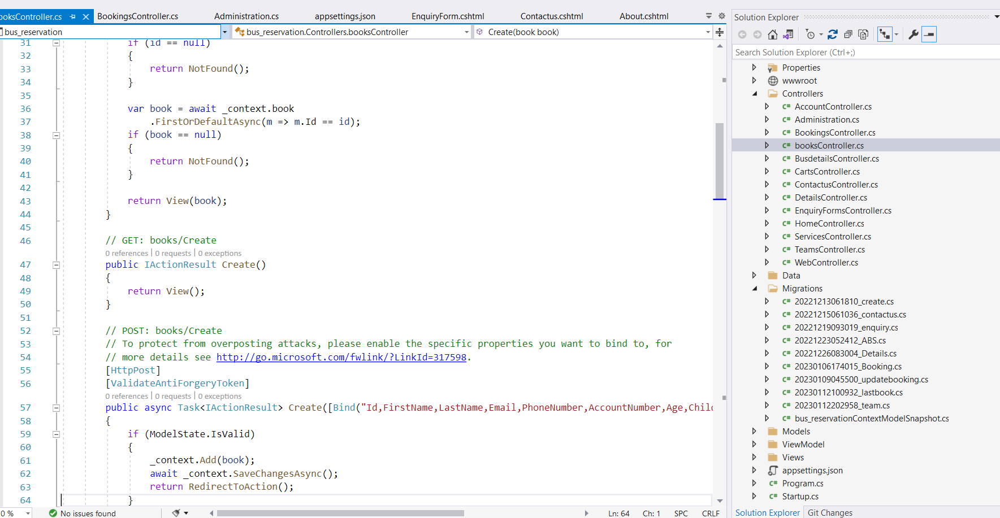 ooksController.cs
BookingsController.cs
Administration.cs
appsettings.json
EnquiryForm.cshtml
Contactus.cshtml
About.cshtml
bus_reservation
bus_reservation.Controllers.booksController
Create(book book)
31 if (id == null)
32 {
33 return NotFound();
34 }
35
36 var book = await _context.book
37 .FirstOrDefaultAsync(m => m.Id == id);
38 if (book == null)
39 {
40 return NotFound();
41 }
42
43 return View(book);
44 }
45
46 // GET: books/Create
0 references | 0 requests | 0 exceptions
47 public IActionResult Create()
48 {
49 return View();
50 }
51
52 // POST: books/Create
53 // To protect from overposting attacks, please enable the specific properties you want to bind to, for
54 // more details see http://go.microsoft.com/fwlink/?LinkId=317598.
55 [HttpPost]
56 [ValidateAntiForgeryToken]
0 references | 0 requests | 0 exceptions
57 public async Task<IActionResult> Create([Bind("Id,FirstName,LastName,Email,PhoneNumber,AccountNumber,Age,Chil
58 {
59 if (ModelState.IsValid)
60 {
61 _context.Add(book);
62 await _context.SaveChangesAsync();
63 return RedirectToAction();
64 }
0 %
No issues found
Ln: 64 Ch: 1 SPC CRLF
Solution Explorer
Search Solution Explorer (Ctrl+;)
Properties
wwwroot
Controllers
C# AccountController.cs
C# Administration.cs
C# BookingsController.cs
C# booksController.cs
C# BusdetailsController.cs
C# CartsController.cs
C# ContactusController.cs
C# DetailsController.cs
C# EnquiryFormsController.cs
C# HomeController.cs
C# ServicesController.cs
C# TeamsController.cs
C# WebController.cs
Data
Migrations
C# 20221213061810_create.cs
C# 20221215061036_contactus.cs
C# 20221219093019_enquiry.cs
C# 20221223052412_ABS.cs
C# 20221226083004_Details.cs
C# 20230106174015_Booking.cs
C# 20230109045500_updatebooking.cs
C# 20230112100932_lastbook.cs
C# 20230112202958_team.cs
C# bus_reservationContextModelSnapshot.cs
Models
ViewModel
Views
appsettings.json
C# Program.cs
C# Startup.cs
Solution Explorer
Git Changes